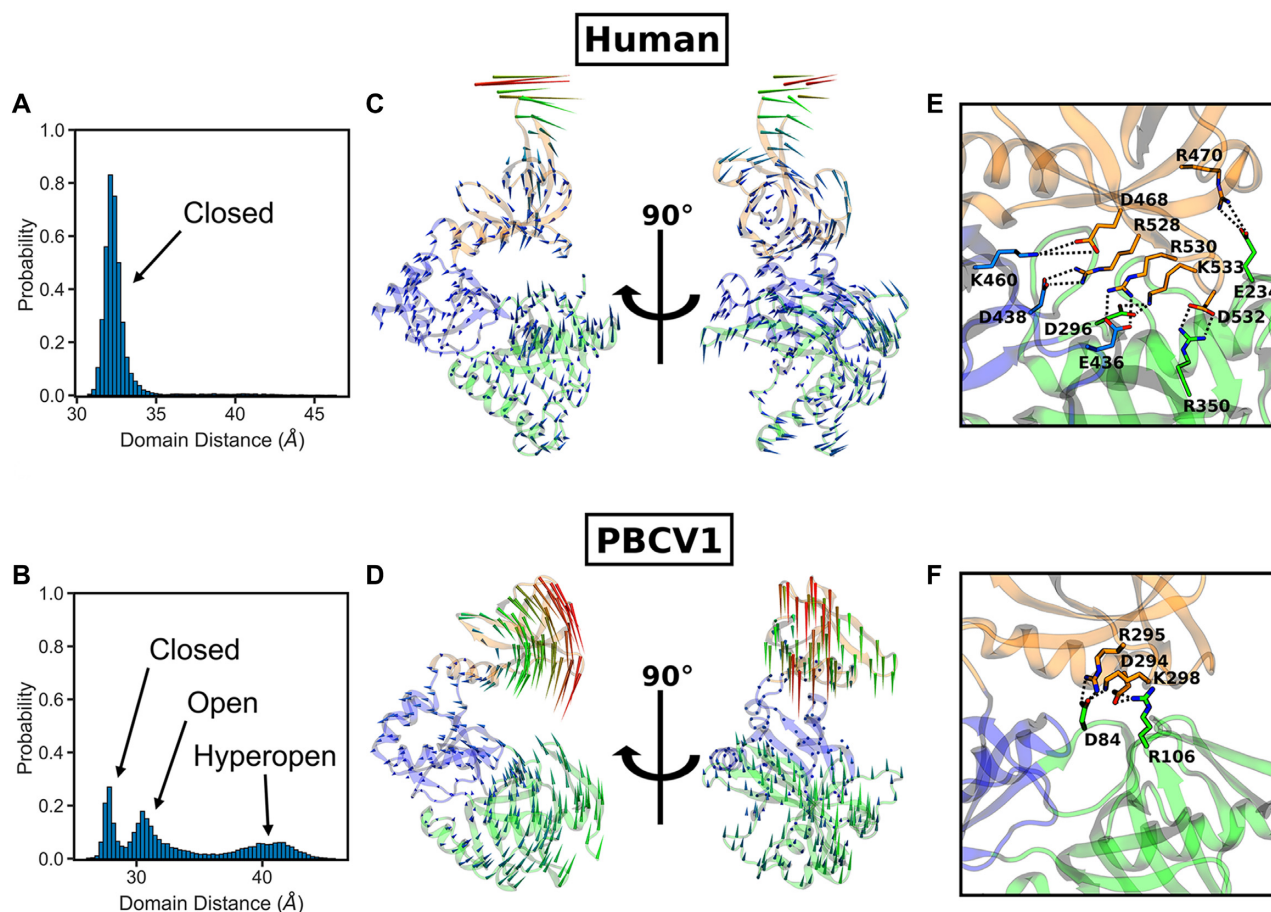 Human
A
1.0
0.8
0.6
0.4
0.2
0.0
Probability
Closed
30 35 40 45
Domain Distance (Å)
C
90°
E
R470
D468
R528
R530
K533
K460
E234
D438
D296
D532
E436
R350
PBCV1
B
1.0
0.8
0.6
0.4
0.2
0.0
Probability
Closed
Open
Hyperopen
30 40
Domain Distance (Å)
D
90°
F
R295
D294
K298
D84
R106